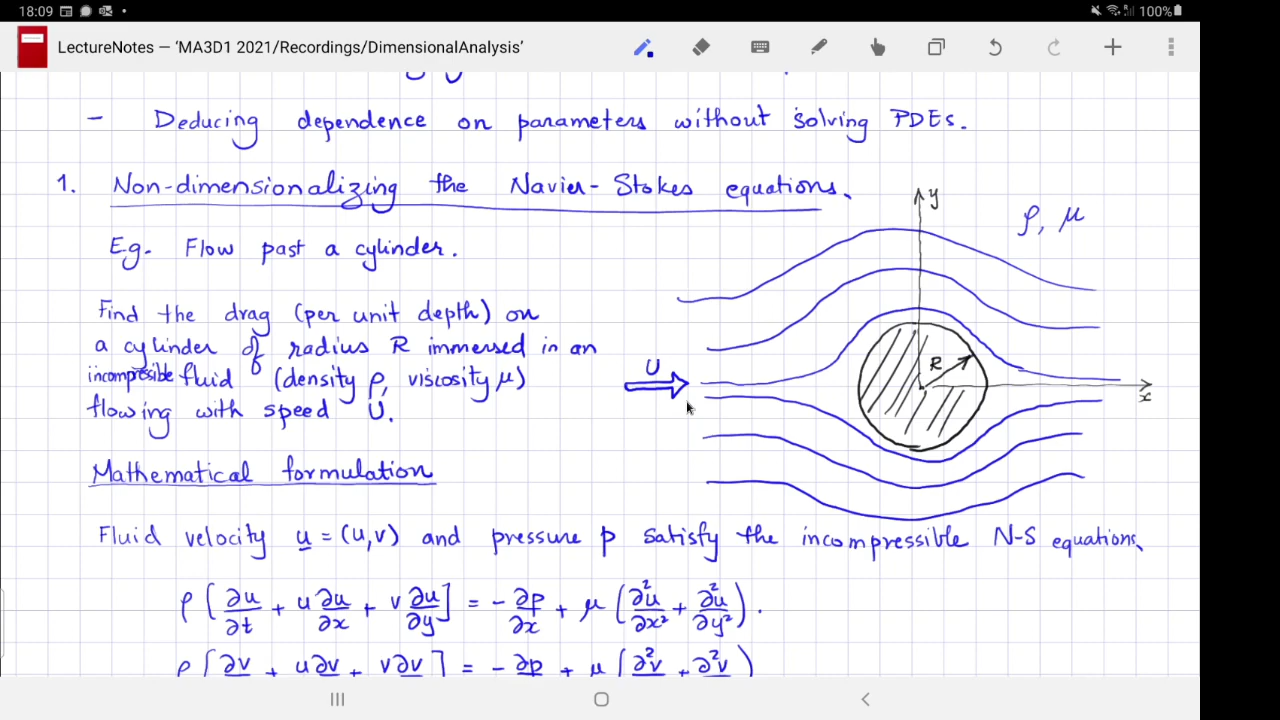 18:09
100%
LectureNotes — ‘MA3D1 2021/Recordings/DimensionalAnalysis’
U U
- Deducing dependence on parameters without solving PDEs.
1. Non-dimensionalizing the Navier-Stokes equations.
y
ρ, μ
Eg. Flow past a cylinder.
Find the drag (per unit depth) on
a cylinder of radius R immersed in an
incompressible fluid (density ρ, viscosity μ)
flowing with speed U.
U
R
x
Mathematical formulation
Fluid velocity u = (u,v) and pressure p satisfy the incompressible N-S equations,
ρ [ ∂u/∂t + u ∂u/∂x + v ∂u/∂y ] = - ∂p/∂x + μ ( ∂²u/∂x² + ∂²u/∂y² ).
ρ [ ∂v + u ∂v + v ∂v ] = - ∂p + μ ( ∂²v + ∂²v )